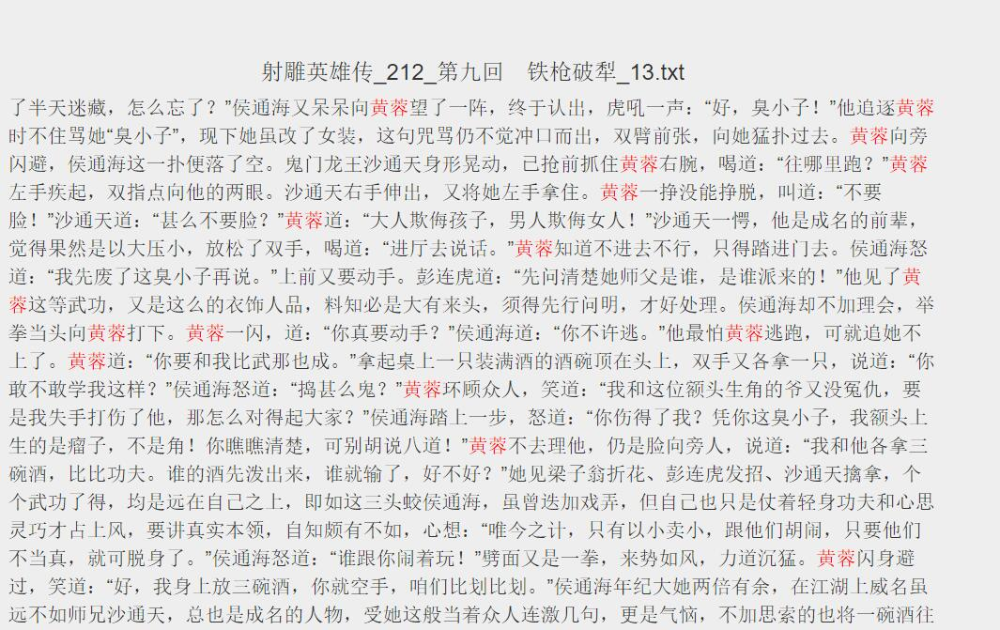 射雕英雄传_212_第九回　铁枪破犁_13.txt
了半天迷藏，怎么忘了？”侯通海又呆呆向黄蓉望了一阵，终于认出，虎吼一声：“好，臭小子！”他追逐黄蓉
时不住骂她“臭小子”，现下她虽改了女装，这句咒骂仍不觉冲口而出，双臂前张，向她猛扑过去。黄蓉向旁
闪避，侯通海这一扑便落了空。鬼门龙王沙通天身形晃动，已抢前抓住黄蓉右腕，喝道：“往哪里跑？”黄蓉
左手疾起，双指点向他的两眼。沙通天右手伸出，又将她左手拿住。黄蓉一挣没能挣脱，叫道：“不要
脸！”沙通天道：“甚么不要脸？”黄蓉道：“大人欺侮孩子，男人欺侮女人！”沙通天一愕，他是成名的前辈，
觉得果然是以大压小，放松了双手，喝道：“进厅去说话。”黄蓉知道不进去不行，只得踏进门去。侯通海怒
道：“我先废了这臭小子再说。”上前又要动手。彭连虎道：“先问清楚她师父是谁，是谁派来的！”他见了黄
蓉这等武功，又是这么的衣饰人品，料知必是大有来头，须得先行问明，才好处理。侯通海却不加理会，举
拳当头向黄蓉打下。黄蓉一闪，道：“你真要动手？”侯通海道：“你不许逃。”他最怕黄蓉逃跑，可就追她不
上了。黄蓉道：“你要和我比武那也成。”拿起桌上一只装满酒的酒碗顶在头上，双手又各拿一只，说道：“你
敢不敢学我这样？”侯通海怒道：“捣甚么鬼？”黄蓉环顾众人，笑道：“我和这位额头生角的爷又没冤仇，要
是我失手打伤了他，那怎么对得起大家？”侯通海踏上一步，怒道：“你伤得了我？凭你这臭小子，我额头上
生的是瘤子，不是角！你瞧瞧清楚，可别胡说八道！”黄蓉不去理他，仍是脸向旁人，说道：“我和他各拿三
碗酒，比比功夫。谁的酒先泼出来，谁就输了，好不好？”她见梁子翁折花、彭连虎发招、沙通天擒拿，个
个武功了得，均是远在自己之上，即如这三头蛟侯通海，虽曾迭加戏弄，但自己也只是仗着轻身功夫和心思
灵巧才占上风，要讲真实本领，自知颇有不如，心想：“唯今之计，只有以小卖小，跟他们胡闹，只要他们
不当真，就可脱身了。”侯通海怒道：“谁跟你闹着玩！”劈面又是一拳，来势如风，力道沉猛。黄蓉闪身避
过，笑道：“好，我身上放三碗酒，你就空手，咱们比划比划。”侯通海年纪大她两倍有余，在江湖上威名虽
远不如师兄沙通天，总也是成名的人物，受她这般当着众人连激几句，更是气恼，不加思索的也将一碗酒往